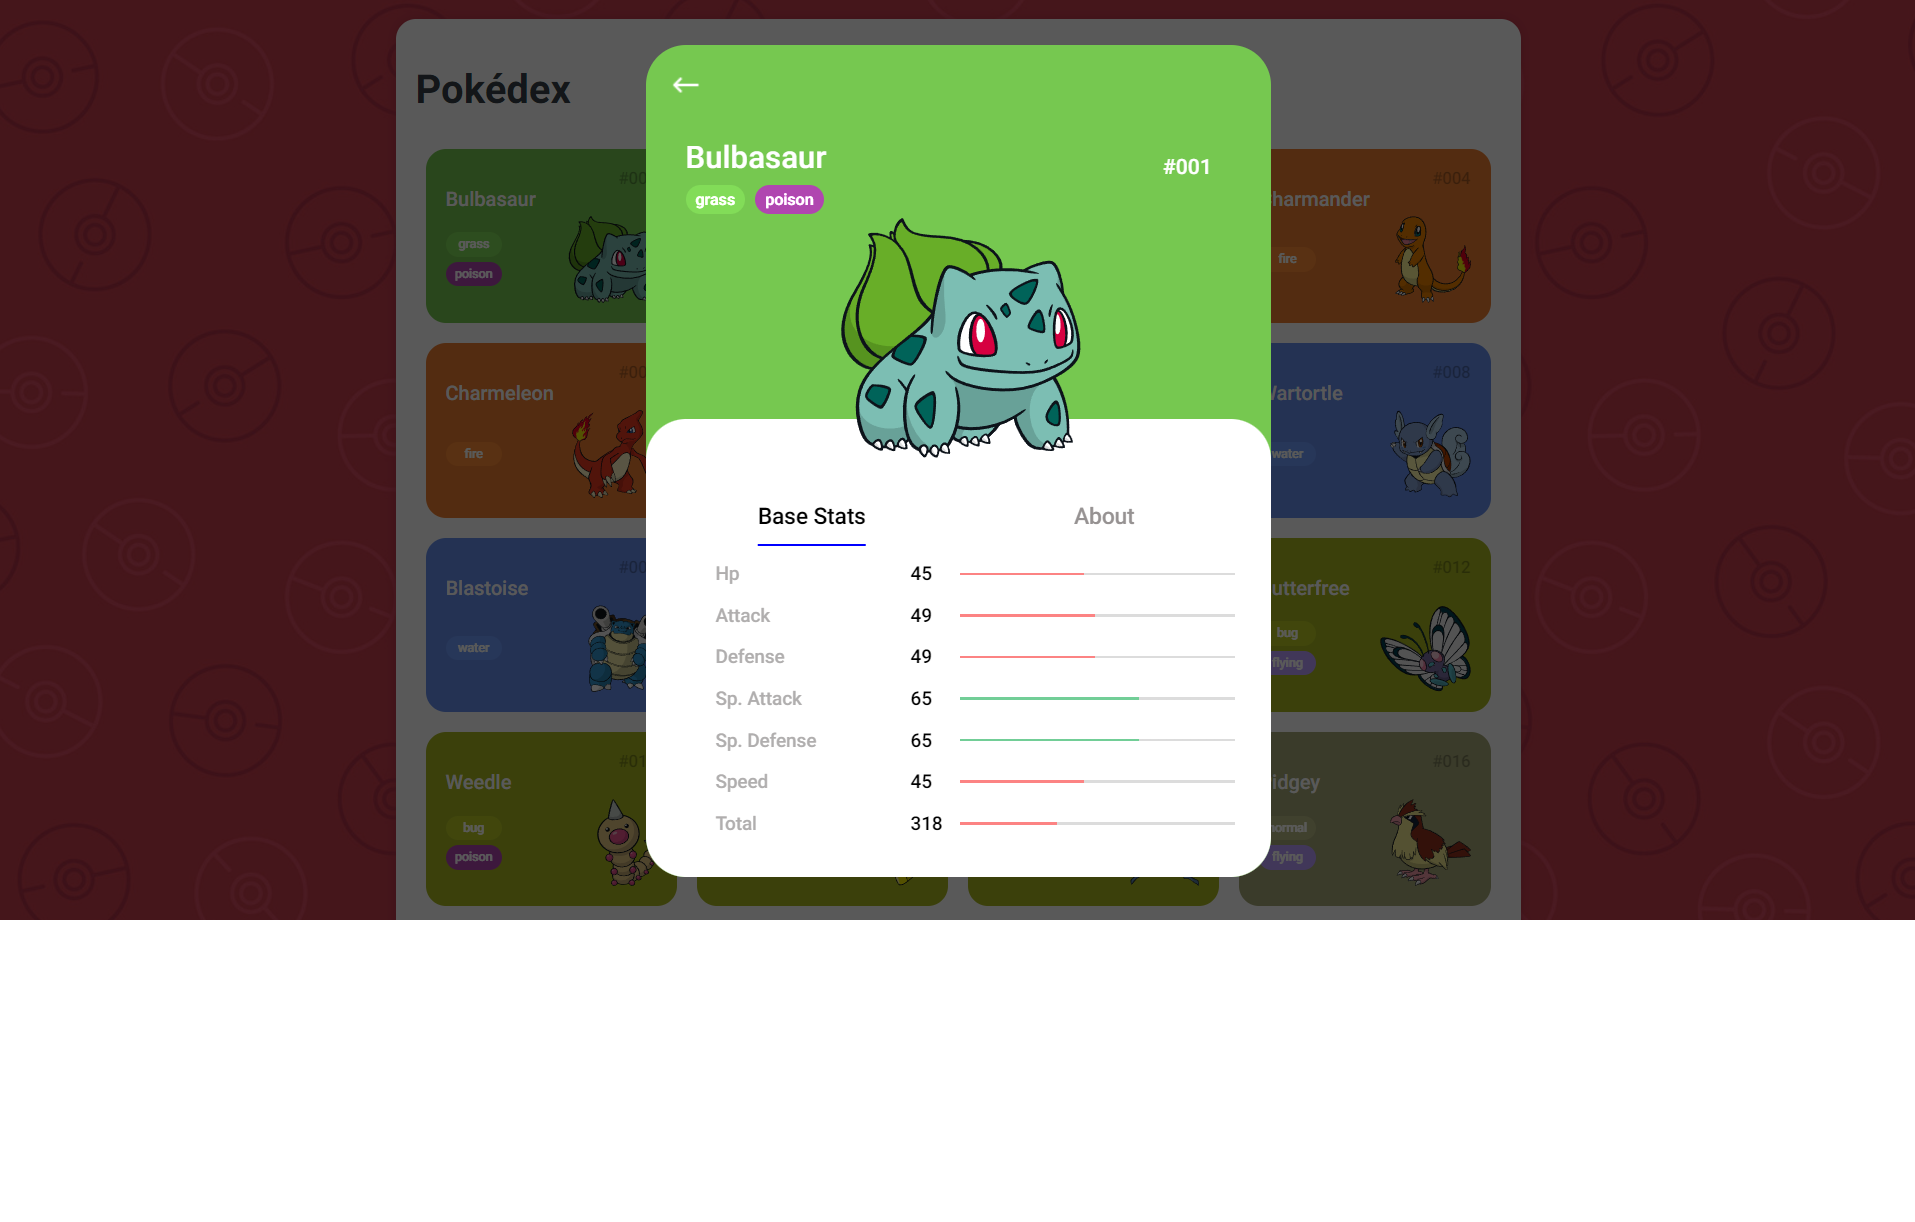 Pokédex
Bulbasaur
#001
grass
poison
Base Stats
About
Hp 45
Attack 49
Defense 49
Sp. Attack 65
Sp. Defense 65
Speed 45
Total 318
#00
Bulbasaur
grass
poison
#004
harmander
fire
#00
Charmeleon
fire
#008
artortle
water
#00
Blastoise
water
#012
utterfree
bug
flying
#01
Weedle
bug
poison
#016
idgey
normal
flying